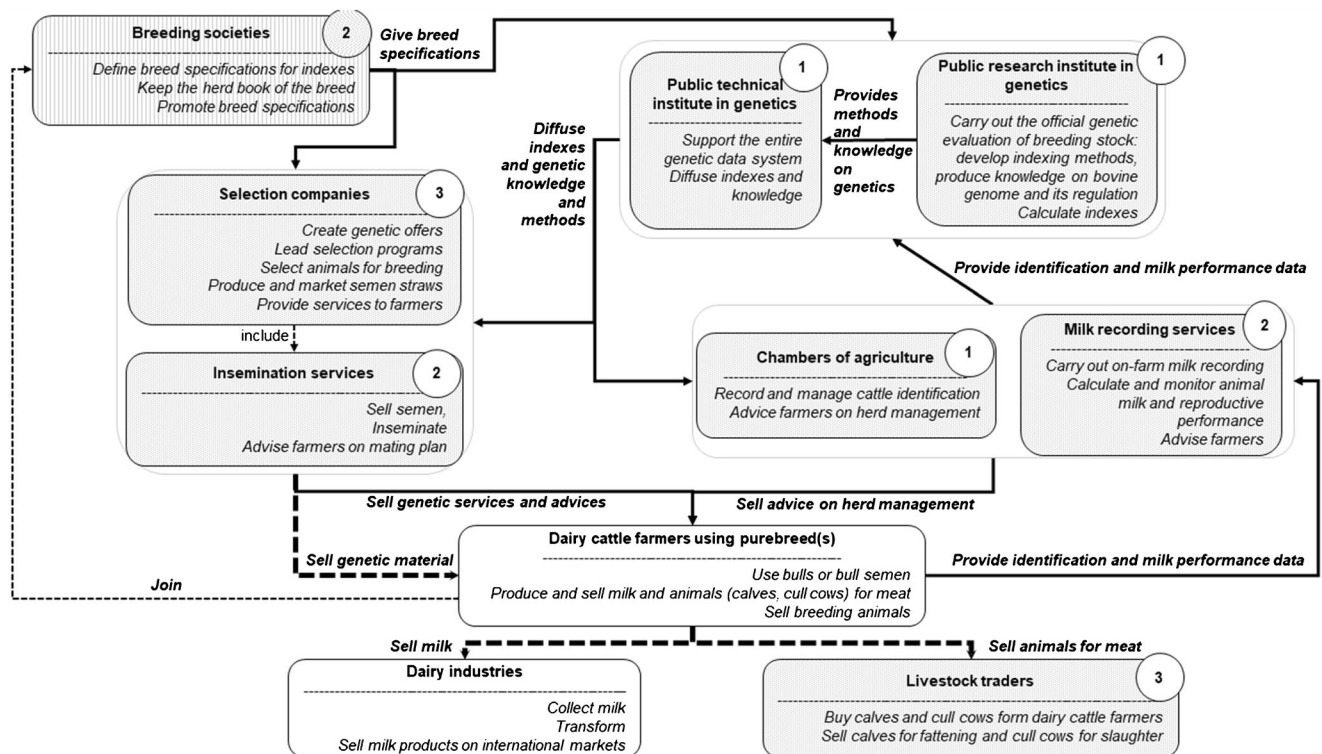 Breeding societies
2
Define breed specifications for indexes
Keep the herd book of the breed
Promote breed specifications
Give breed
specifications
Public technical
institute in genetics
1
Support the entire
genetic data system
Diffuse indexes and
knowledge
Provides
methods
and
knowledge
on
genetics
Public research institute in
genetics
1
Carry out the official genetic
evaluation of breeding stock:
develop indexing methods,
produce knowledge on bovine
genome and its regulation
Calculate indexes
Diffuse
indexes
and genetic
knowledge
and
methods
Selection companies
3
Create genetic offers
Lead selection programs
Select animals for breeding
Produce and market semen straws
Provide services to farmers
include
Insemination services
2
Sell semen,
Inseminate
Advise farmers on mating plan
Provide identification and milk performance data
Chambers of agriculture
1
Record and manage cattle identification
Advice farmers on herd management
Milk recording services
2
Carry out on-farm milk recording
Calculate and monitor animal
milk and reproductive
performance
Advise farmers
Sell genetic services and advices
Sell advice on herd management
Sell genetic material
Join
Dairy cattle farmers using purebreed(s)
Use bulls or bull semen
Produce and sell milk and animals (calves, cull cows) for meat
Sell breeding animals
Provide identification and milk performance data
Sell milk
Sell animals for meat
Dairy industries
Collect milk
Transform
Sell milk products on international markets
Livestock traders
3
Buy calves and cull cows form dairy cattle farmers
Sell calves for fattening and cull cows for slaughter